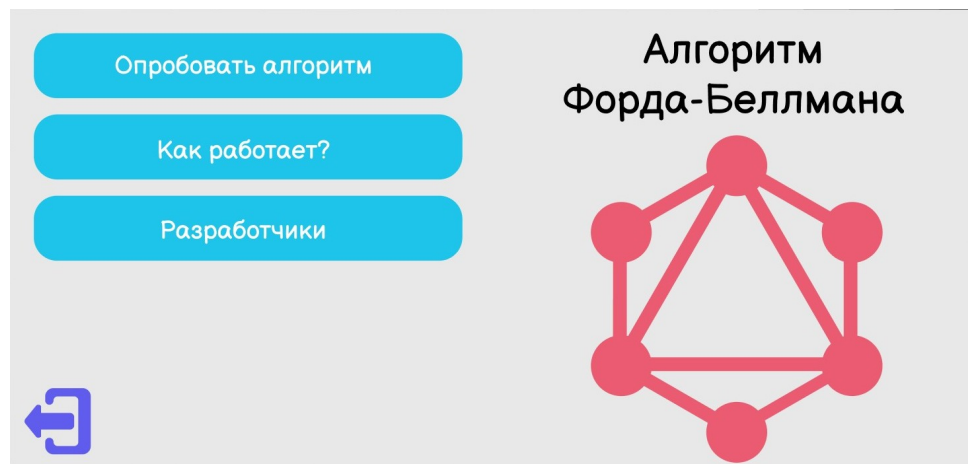 Опробовать алгоритм
Как работает?
Разработчики
Алгоритм
Форда-Беллмана